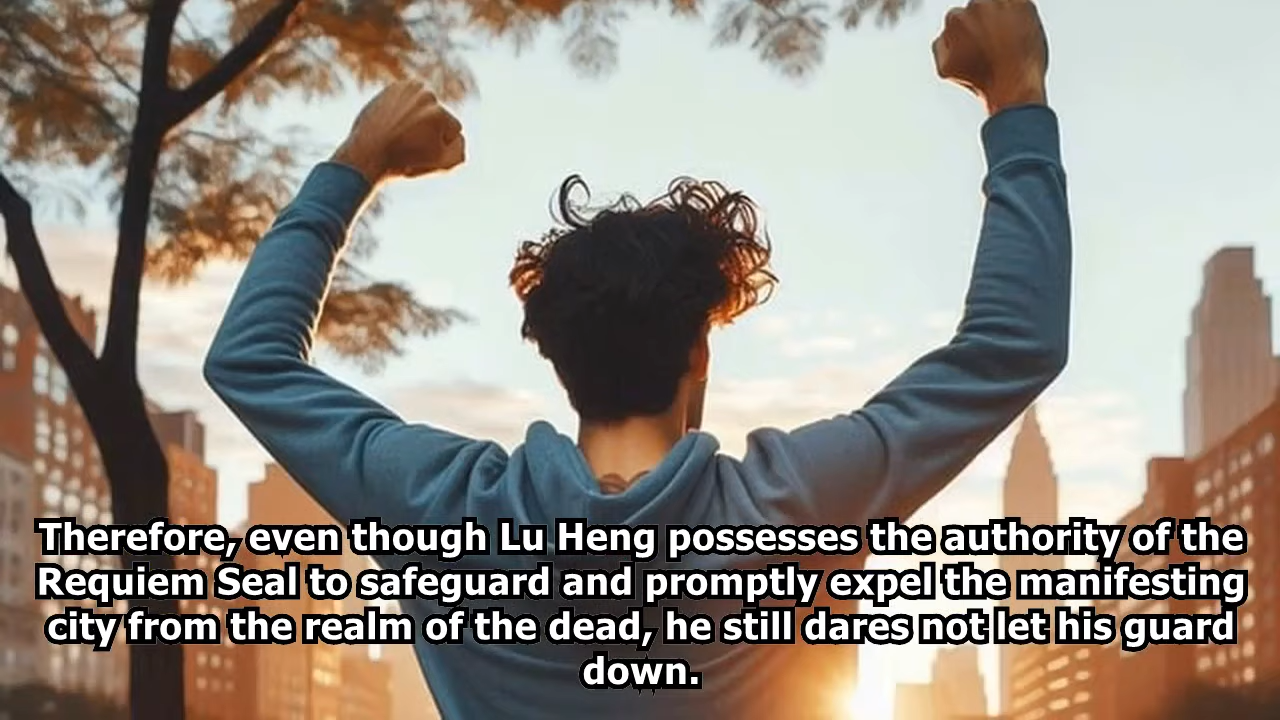 Therefore, even though Lu Heng possesses the authority of the
Requiem Seal to safeguard and promptly expel the manifesting
city from the realm of the dead, he still dares not let his guard
down.